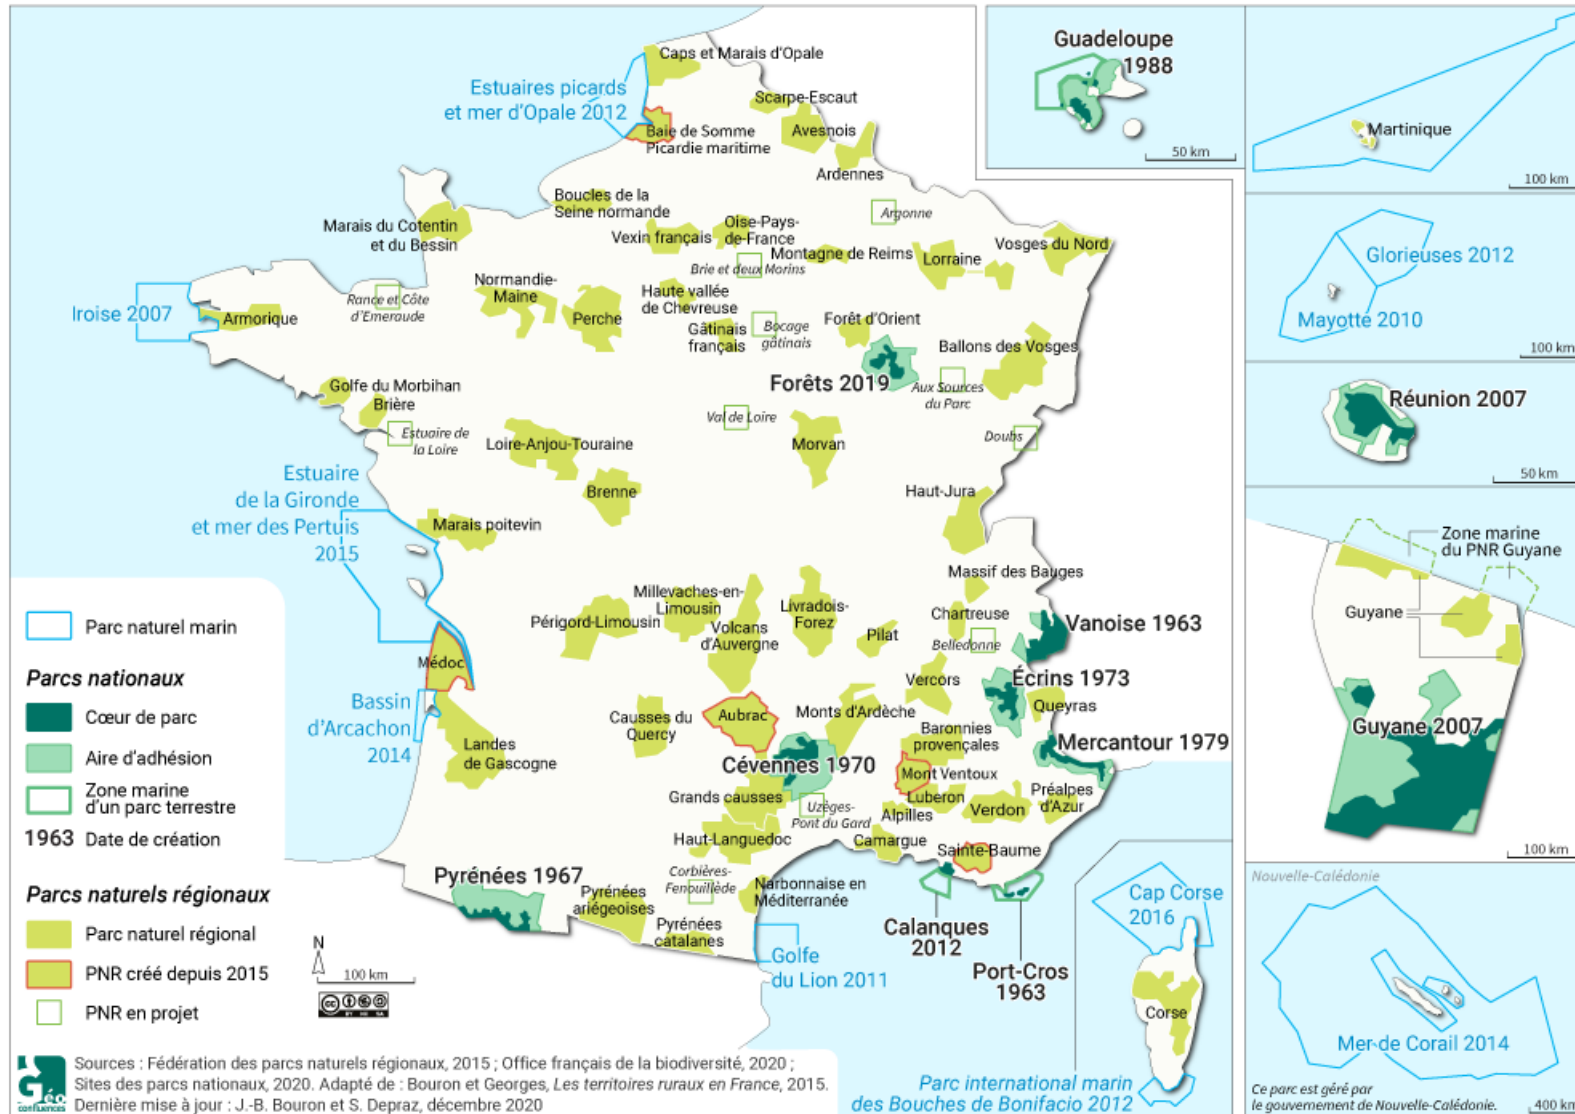 Caps et Marais d'Opale
Estuaires picards
et mer d'Opale 2012
Scarpe-Escaut
Baie de Somme
Picardie maritime
Avesnois
Ardennes
Boucles de la
Seine normande
Marais du Cotentin
et du Bessin
Vexin français
Oise-Pays-
de-France
Argonne
Montagne de Reims
Brie et deux Morins
Lorraine
Vosges du Nord
Iroise 2007
Armorique
Rance et Côte
d'Emeraude
Normandie-
Maine
Perche
Haute vallée
de Chevreuse
Gâtinais
français
Bocage
gâtinais
Forêt d'Orient
Ballons des Vosges
Forêts 2019
Aux Sources
du Parc
Golfe du Morbihan
Brière
Estuaire de
la Loire
Loire-Anjou-Touraine
Val de Loire
Morvan
Doubs
Brenne
Haut-Jura
Estuaire
de la Gironde
et mer des Pertuis
2015
Marais poitevin
Massif des Bauges
Millevaches-en-
Limousin
Périgord-Limousin
Volcans
d'Auvergne
Livradois-
Forez
Pilat
Chartreuse
Belledonne
Vanoise 1963
Médoc
Vercors
Écrins 1973
Queyras
Bassin
d'Arcachon
2014
Landes
de Gascogne
Causses du
Quercy
Aubrac
Monts d'Ardèche
Baronnies
provençales
Mercantour 1979
Cévennes 1970
Mont Ventoux
Grands causses
Uzèges-
Pont du Gard
Luberon
Alpilles
Verdon
Préalpes
d'Azur
Haut-Languedoc
Camargue
Sainte-Baume
Pyrénées 1967
Pyrénées
ariégeoises
Corbières-
Fenouillède
Narbonnaise en
Méditerranée
Pyrénées
catalanes
Golfe
du Lion 2011
Calanques
2012
Port-Cros
1963
Cap Corse
2016
Corse
Parc international marin
des Bouches de Bonifacio 2012
Guadeloupe
1988
50 km
Martinique
100 km
Glorieuses 2012
Mayotte 2010
100 km
Réunion 2007
50 km
Zone marine
du PNR Guyane
Guyane
Guyane 2007
100 km
Nouvelle-Calédonie
Mer de Corail 2014
Ce parc est géré par
le gouvernement de Nouvelle-Calédonie.
400 km
Parc naturel marin
Parcs nationaux
Cœur de parc
Aire d'adhésion
Zone marine
d'un parc terrestre
1963 Date de création
Parcs naturels régionaux
Parc naturel régional
PNR créé depuis 2015
PNR en projet
N
100 km
cc
BY NC SA
Géo
confluences
Sources : Fédération des parcs naturels régionaux, 2015 ; Office français de la biodiversité, 2020 ;
Sites des parcs nationaux, 2020. Adapté de : Bouron et Georges, Les territoires ruraux en France, 2015.
Dernière mise à jour : J.-B. Bouron et S. Depraz, décembre 2020